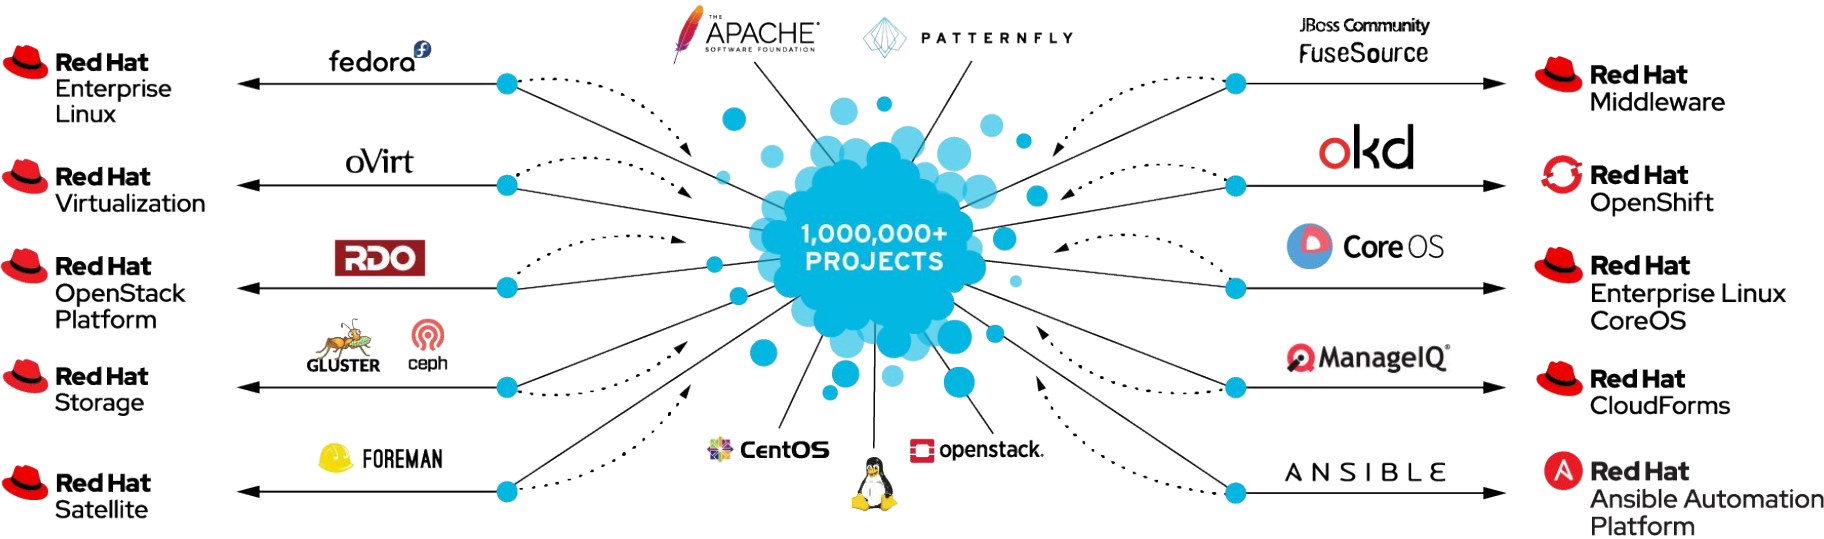 Red Hat
Enterprise
Linux
fedora
THE
APACHE®
SOFTWARE FOUNDATION
PATTERNFLY
JBoss Community
FuseSource
Red Hat
Middleware
Red Hat
Virtualization
oVirt
okd
Red Hat
OpenShift
1,000,000+
PROJECTS
Red Hat
OpenStack
Platform
RDO
CoreOS
Red Hat
Enterprise Linux
CoreOS
Red Hat
Storage
GLUSTER
ceph
ManageIQ®
Red Hat
CloudForms
Red Hat
Satellite
FOREMAN
CentOS
openstack.
ANSIBLE
Red Hat
Ansible Automation
Platform